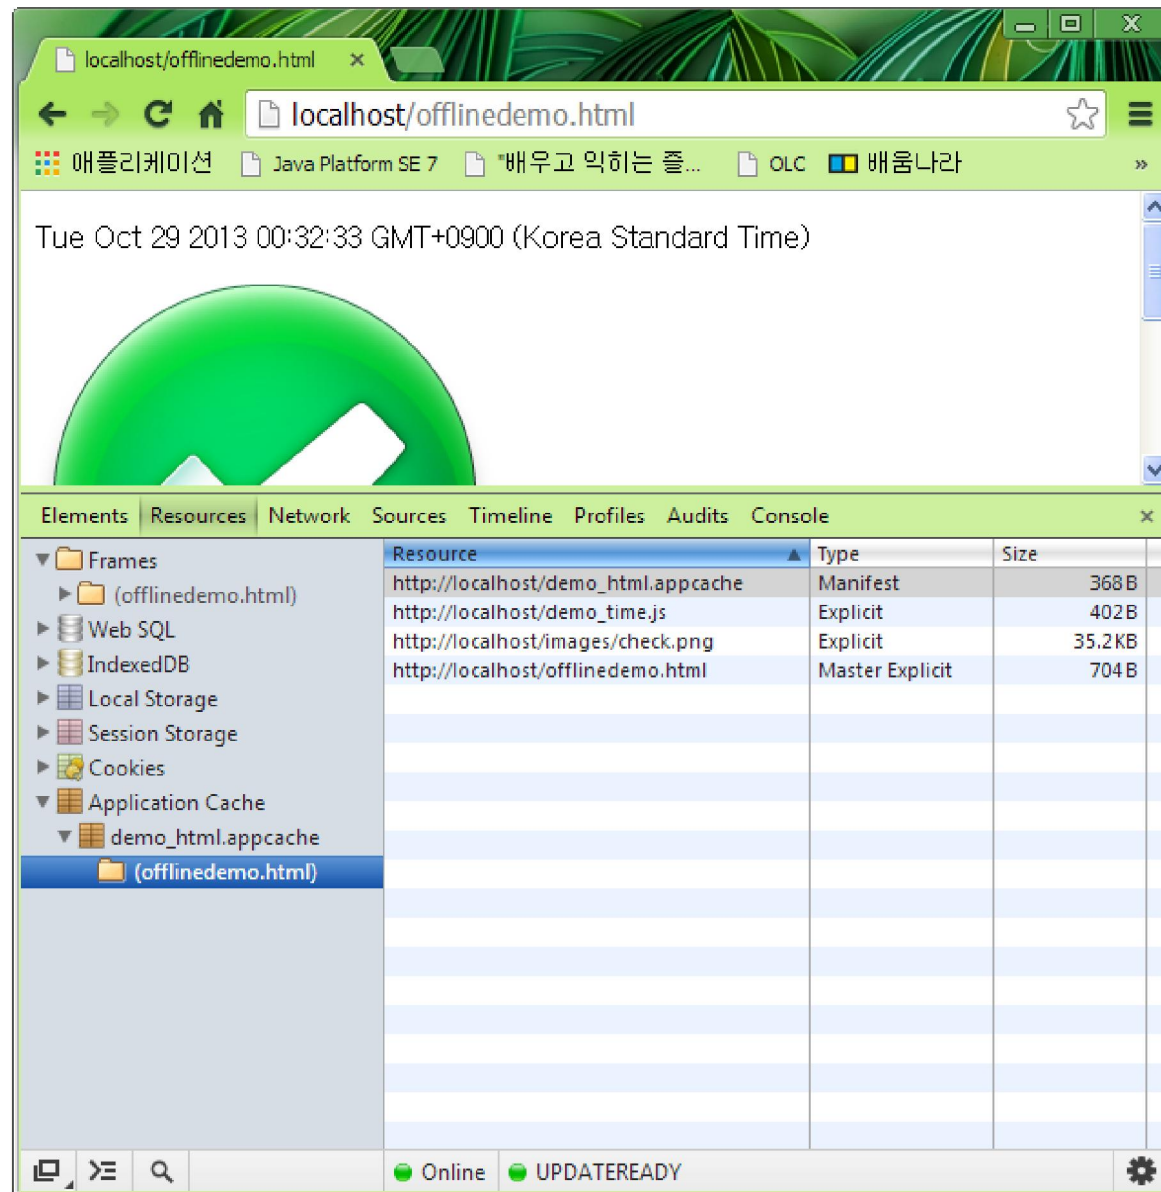 localhost/offlinedemo.html
localhost/offlinedemo.html
애플리케이션 Java Platform SE 7 "배우고 익히는 즐... OLC 배움나라 »
Tue Oct 29 2013 00:32:33 GMT+0900 (Korea Standard Time)
Elements Resources Network Sources Timeline Profiles Audits Console
Frames
(offlinedemo.html)
Web SQL
IndexedDB
Local Storage
Session Storage
Cookies
Application Cache
demo_html.appcache
(offlinedemo.html)
Resource Type Size
http://localhost/demo_html.appcache Manifest 368B
http://localhost/demo_time.js Explicit 402B
http://localhost/images/check.png Explicit 35.2KB
http://localhost/offlinedemo.html Master Explicit 704B
Online UPDATEREADY